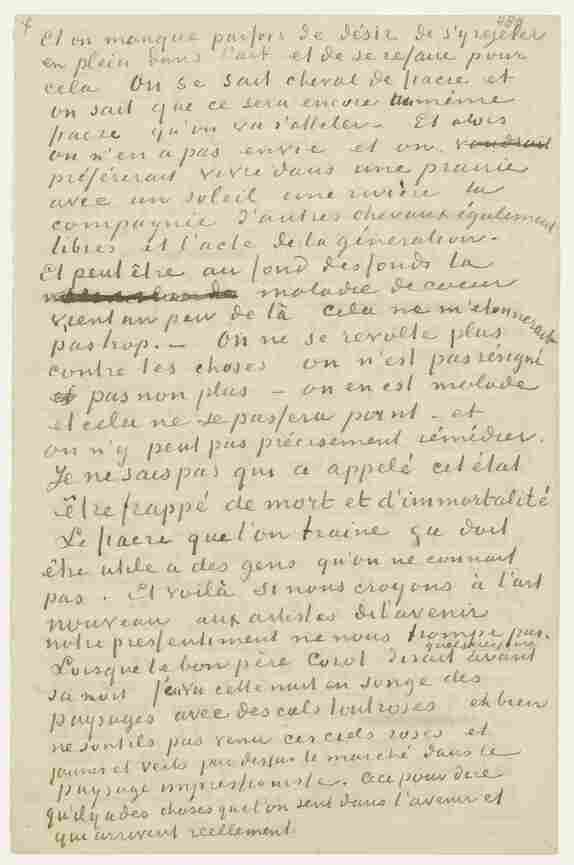 4
Et on manque parfois de désir de s'y rejeter
en plein dans l'art et de se refaire pour
cela On se sait cheval de fiacre et
on sait que ce sera encore au même
fiacre qu'on va s'atteler. Et alors
on n'en a pas envie et on voudrait
préférerait vivre dans une prairie
avec un soleil une rivière la
compagnie d'autres chevaux également
libres et l'acte de la génération.
Et peut être au fond des fonds la
maladie de coeur
vient un peu de là cela ne m'etonnerait
pas trop. — On ne se revolte plus
contre les choses on n'est pas résigné
et pas non plus — on en est malade
et cela ne se passera point – et
on n'y peut pas précisement rémédier.
Je ne sais pas qui a appelé cet état
être frappé de mort et d'immortalité
Le fiacre que l'on traine ça doit
être utile a des gens qu'on ne connait
pas. Et voilà si nous croyons à l'art
nouveau aux artistes de l'avenir
notre pressentiment ne nous trompe pas.
Lorsque le bon père Corot disait quelques jours avant
sa mort j'ai vu cette nuit en songe des
paysages avec des ciels tout roses eh bien
ne sont ils pas venu ces ciels roses et
jaunes et verts par dessus le marché dans le
paysage impressioniste. Ceci pour dire
qu'il y a des choses que l'on sent dans l'avenir et
qui arrivent réellement